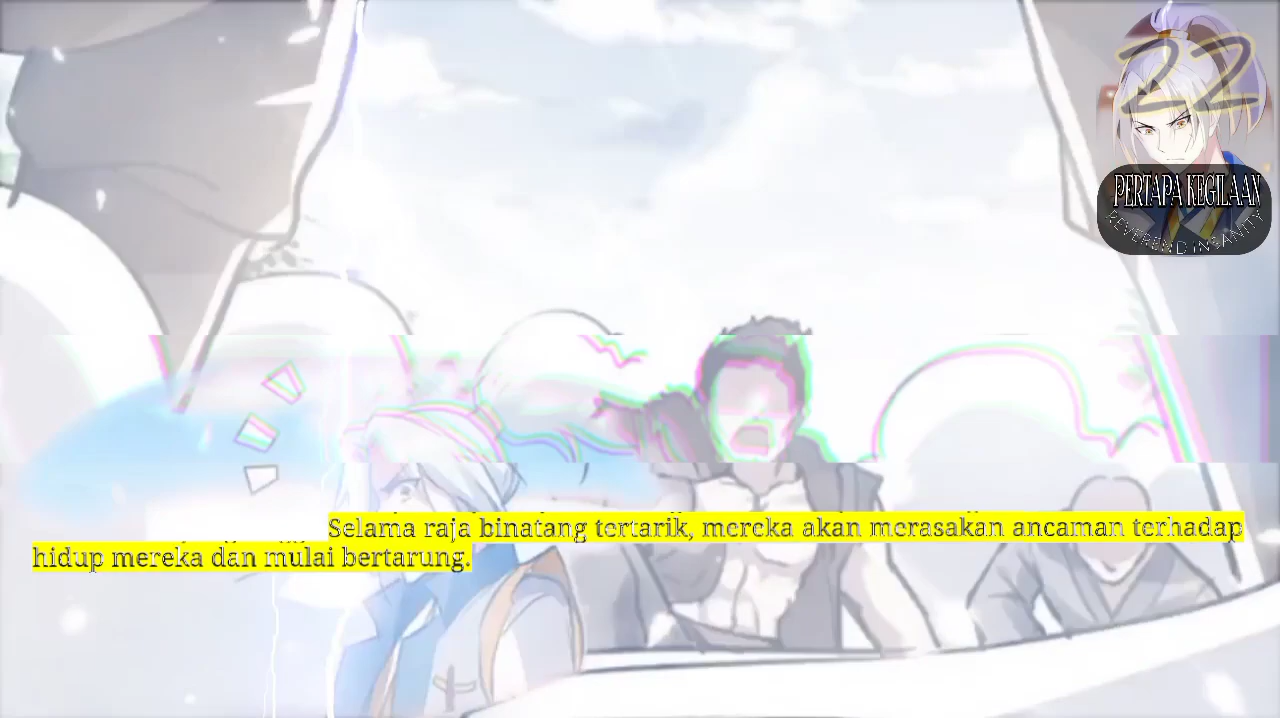 22
PERTAPA KEGILAAN
REVEREND INSANITY
Selama raja binatang tertarik, mereka akan merasakan ancaman terhadap
hidup mereka dan mulai bertarung.